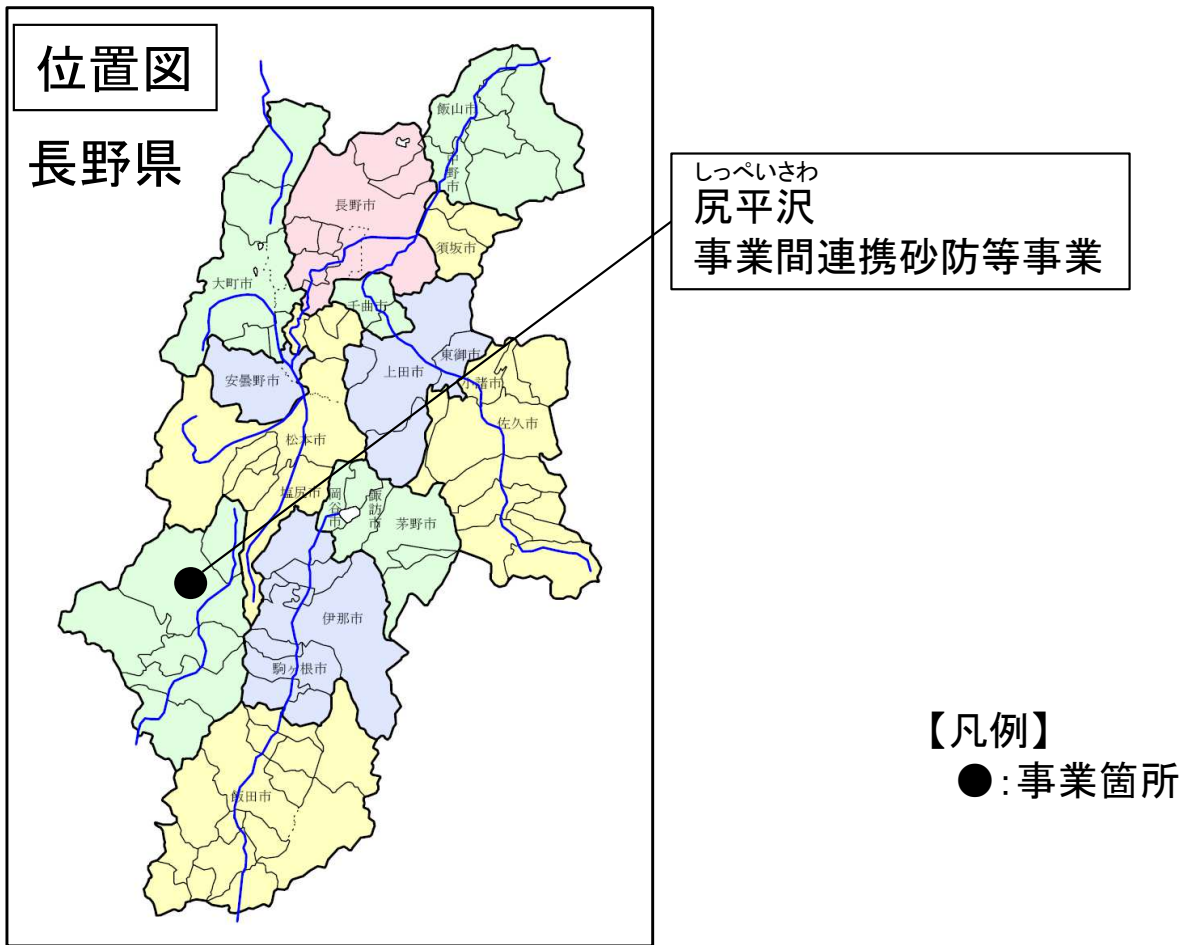 位置図
長野県
しっぺいさわ
尻平沢
事業間連携砂防等事業
飯山市
中野市
長野市
須坂市
大町市
千曲市
東御市
上田市
小諸市
安曇野市
佐久市
松本市
塩尻市
岡谷市
諏訪市
茅野市
伊那市
駒ヶ根市
飯田市
【凡例】
●:事業箇所